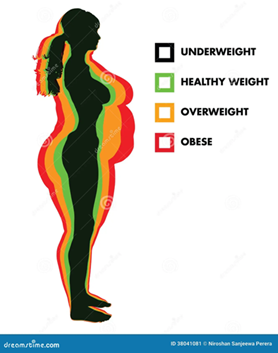 UNDERWEIGHT
HEALTHY WEIGHT
OVERWEIGHT
OBESE
dreamstime.com
ID 38041081 © Niroshan Sanjeewa Perera